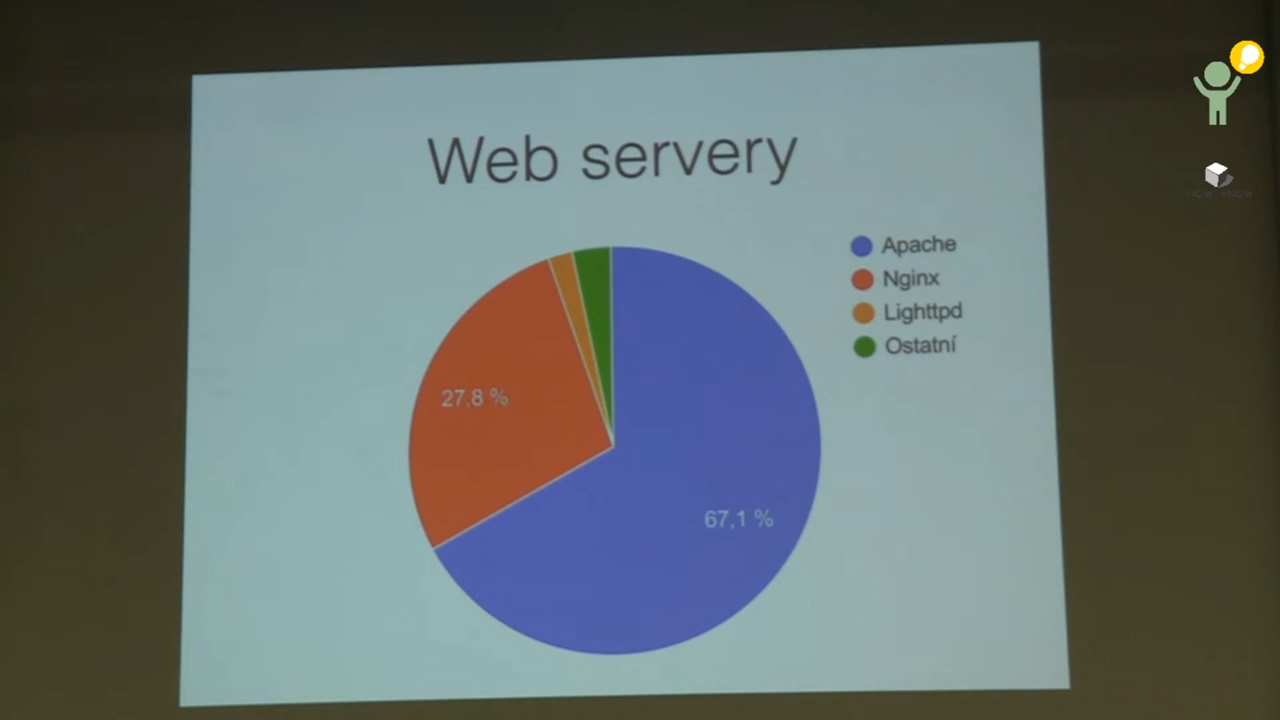 Web servery
Apache
Nginx
Lighttpd
Ostatní
27,8 %
67,1 %